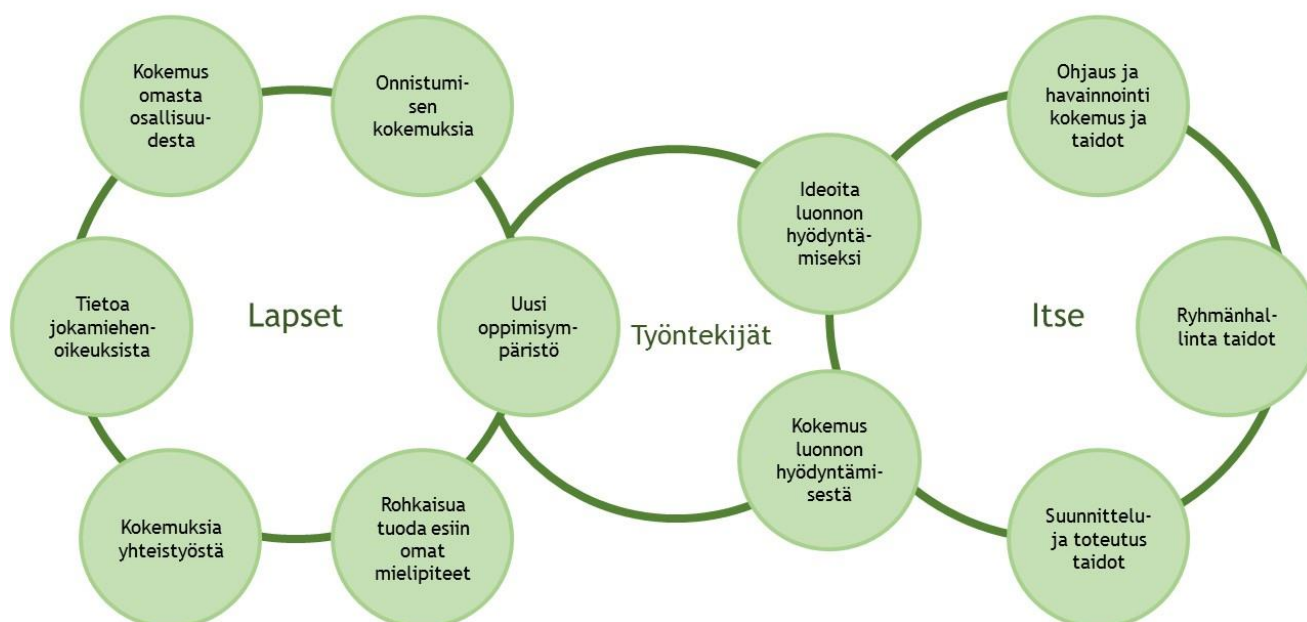 Kokemus
omasta
osallisuu-
desta
Onnistumi-
sen
kokemuksia
Tietoa
jokamiehen-
oikeuksista
Lapset
Uusi
oppimisym-
päristö
Kokemuksia
yhteistyöstä
Rohkaisua
tuoda esiin
omat
mielipiteet
Työntekijät
Ideoita
luonnon
hyödyntä-
miseksi
Kokemus
luonnon
hyödyntämi-
sestä
Ohjaus ja
havainnointi
kokemus ja
taidot
Itse
Ryhmänhal-
linta taidot
Suunnittelu-
ja toteutus
taidot